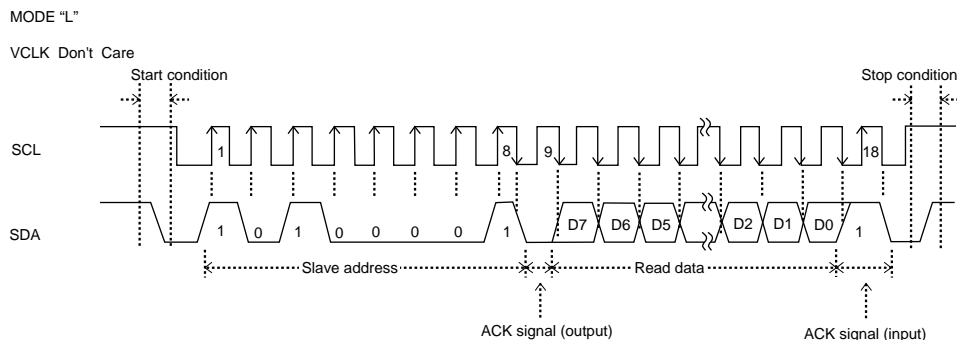 MODE “L”
VCLK Don't Care
Start condition
Stop condition
SCL
1 8 9 18
SDA
1 0 1 0 0 0 0 1 D7 D6 D5 D2 D1 D0 1
Slave address
Read data
ACK signal (output)
ACK signal (input)